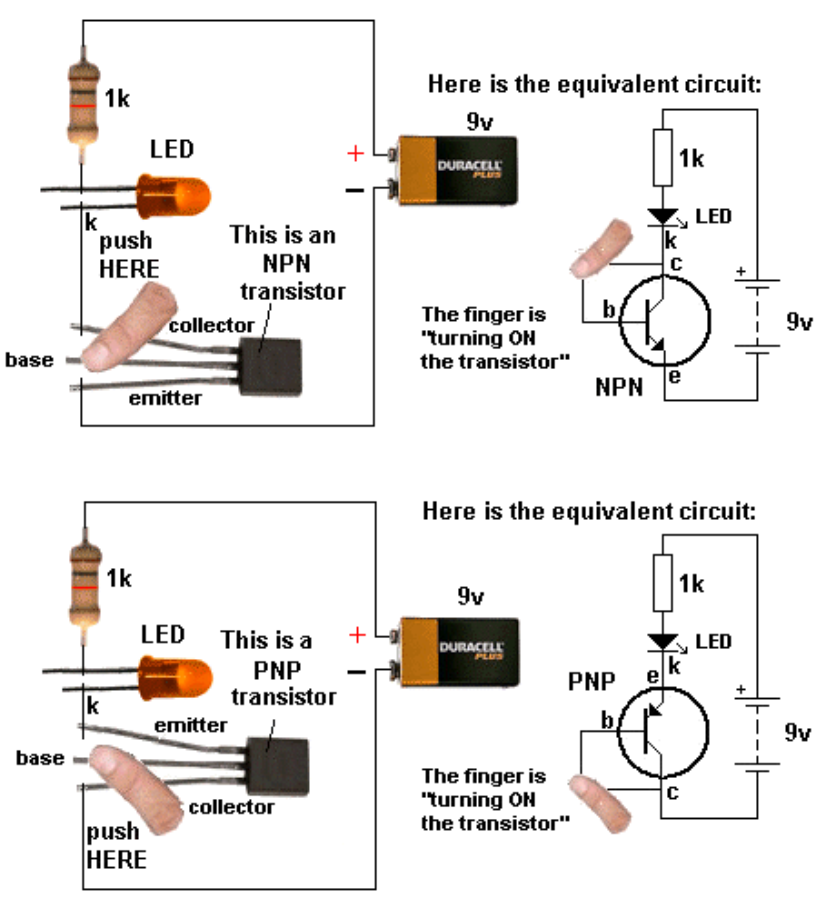 Here is the equivalent circuit:
1k
9v
LED
+
DURACELL
PLUS
−
1k
k
push
HERE
This is an
NPN
transistor
LED
k
c
+
collector
The finger is
"turning ON
the transistor"
b
9v
base
emitter
e
NPN
Here is the equivalent circuit:
1k
9v
1k
LED
This is a
PNP
transistor
+
DURACELL
PLUS
−
LED
k
e
PNP
k
emitter
+
b
9v
base
The finger is
"turning ON
the transistor"
c
collector
push
HERE